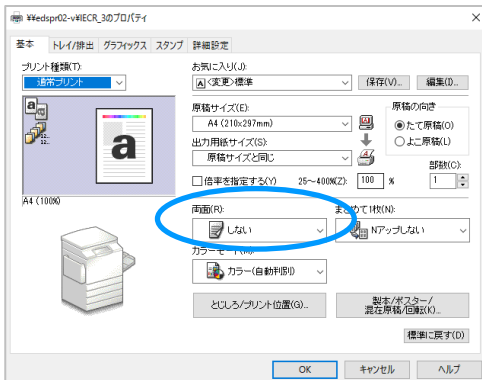 ¥¥edspr02-v¥IECR_3のプロパティ
基本 トレイ/排出 グラフィックス スタンプ 詳細設定
プリント種類(T):
通常プリント
お気に入り(J):
A <変更>標準 保存(V)... 編集(I)...
a
12..
12..
a
A4 (100%)
原稿サイズ(E):
A4 (210x297mm)
出力用紙サイズ(S):
原稿サイズと同じ
倍率を指定する(Y) 25～400%(Z): 100 %
原稿の向き
たて原稿(O)
よこ原稿(L)
部数(C):
1
両面(R):
しない
まとめて1枚(N):
Nアップしない
カラーモード(M):
カラー(自動判別)
とじしろ/プリント位置(G)...
製本/ポスター/
混在原稿/回転(K)...
標準に戻す(D)
OK キャンセル ヘルプ